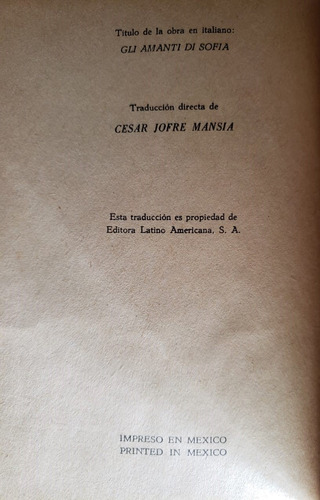 Título de la obra en italiano:
GLI AMANTI DI SOFIA
Traducción directa de
CESAR JOFRE MANSIA
Esta traducción es propiedad de
Editora Latino Americana, S. A.
IMPRESO EN MEXICO
PRINTED IN MEXICO